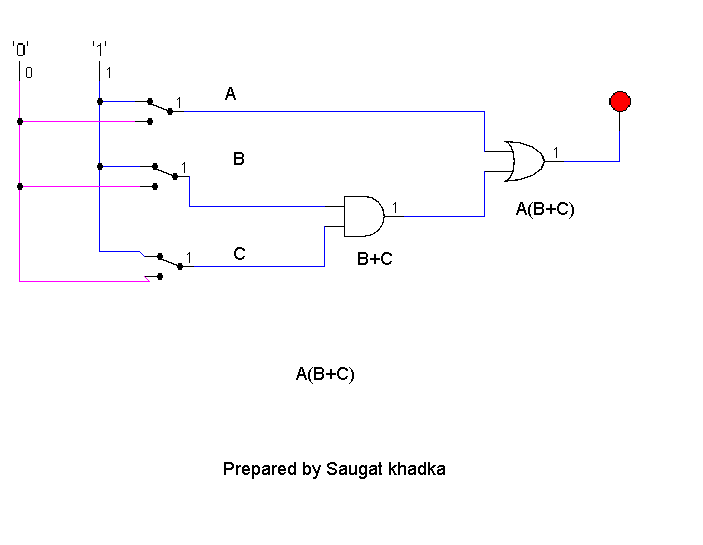 '0' '1'
0 1
1 A
1 B
1 C
1
B+C
1
A(B+C)
A(B+C)
Prepared by Saugat khadka